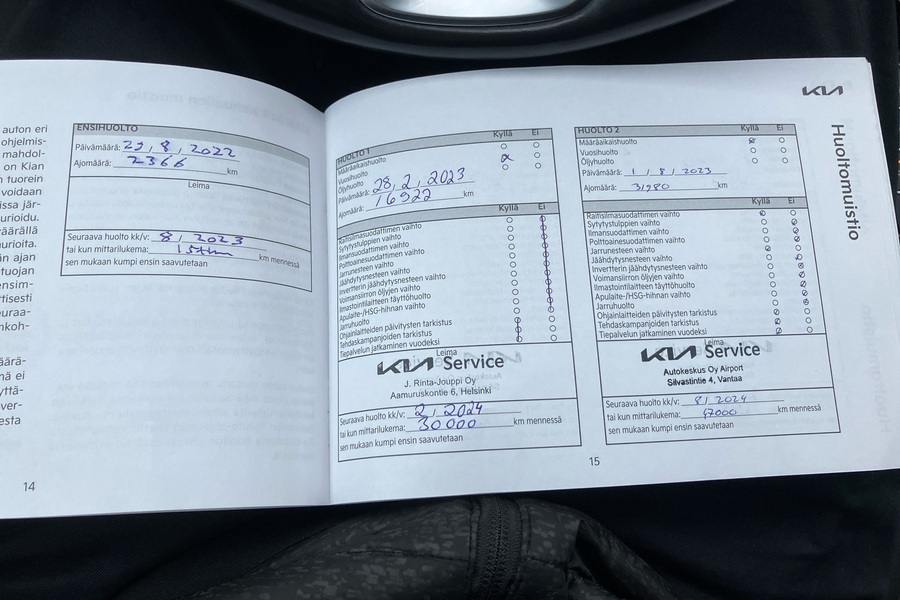 auton eri
ohjelmis-
mahdol-
on Kian
n tuorein
voidaan
issa jär-
urioidu.
äärällä
aurioita.
än ajan
tuojan
ensim-
tisesti
euraa-
nkoh-
äärä-
nä ei
yttä-
ver-
esta
14
ENSIHUOLTO
Päivämäärä: 22, 8, 2022
Ajomäärä: 2366 km
Leima
Seuraava huolto kk/v: 8, 2023
tai kun mittarilukema: 15tkm km mennessä
sen mukaan kumpi ensin saavutetaan
HUOLTO 1 Kyllä Ei
Määräaikaishuolto
Vuosihuolto
Öljyhuolto
Päivämäärä: 28, 2, 2023
Ajomäärä: 16922 km
Kyllä Ei
Raitisilmasuodattimen vaihto
Sytytystulppien vaihto
Ilmansuodattimen vaihto
Polttoainesuodattimen vaihto
Jarrunesteen vaihto
Jäähdytysnesteen vaihto
Invertterin jäähdytysnesteen vaihto
Voimansiirron öljyjen vaihto
Ilmastointilaitteen täyttöhuolto
Apulaite-/HSG-hihnan vaihto
Jarruhuolto
Ohjainlaitteiden päivitysten tarkistus
Tehdaskampanjoiden tarkistus
Tiepalvelun jatkaminen vuodeksi
Leima
KIA Service
J. Rinta-Jouppi Oy
Aamuruskontie 6, Helsinki
Seuraava huolto kk/v: 2, 2024
tai kun mittarilukema: 30000 km mennessä
sen mukaan kumpi ensin saavutetaan
15
KIA
Huoltomuistio
HUOLTO 2 Kyllä Ei
Määräaikaishuolto
Vuosihuolto
Öljyhuolto
Päivämäärä: 1, 8, 2023
Ajomäärä: 31980 km
Kyllä Ei
Raitisilmasuodattimen vaihto
Sytytystulppien vaihto
Ilmansuodattimen vaihto
Polttoainesuodattimen vaihto
Jarrunesteen vaihto
Jäähdytysnesteen vaihto
Invertterin jäähdytysnesteen vaihto
Voimansiirron öljyjen vaihto
Ilmastointilaitteen täyttöhuolto
Apulaite-/HSG-hihnan vaihto
Jarruhuolto
Ohjainlaitteiden päivitysten tarkistus
Tehdaskampanjoiden tarkistus
Tiepalvelun jatkaminen vuodeksi
Leima
KIA Service
Autokeskus Oy Airport
Silvastintie 4, Vantaa
Seuraava huolto kk/v: 8, 2024
tai kun mittarilukema: 47000 km mennessä
sen mukaan kumpi ensin saavutetaan